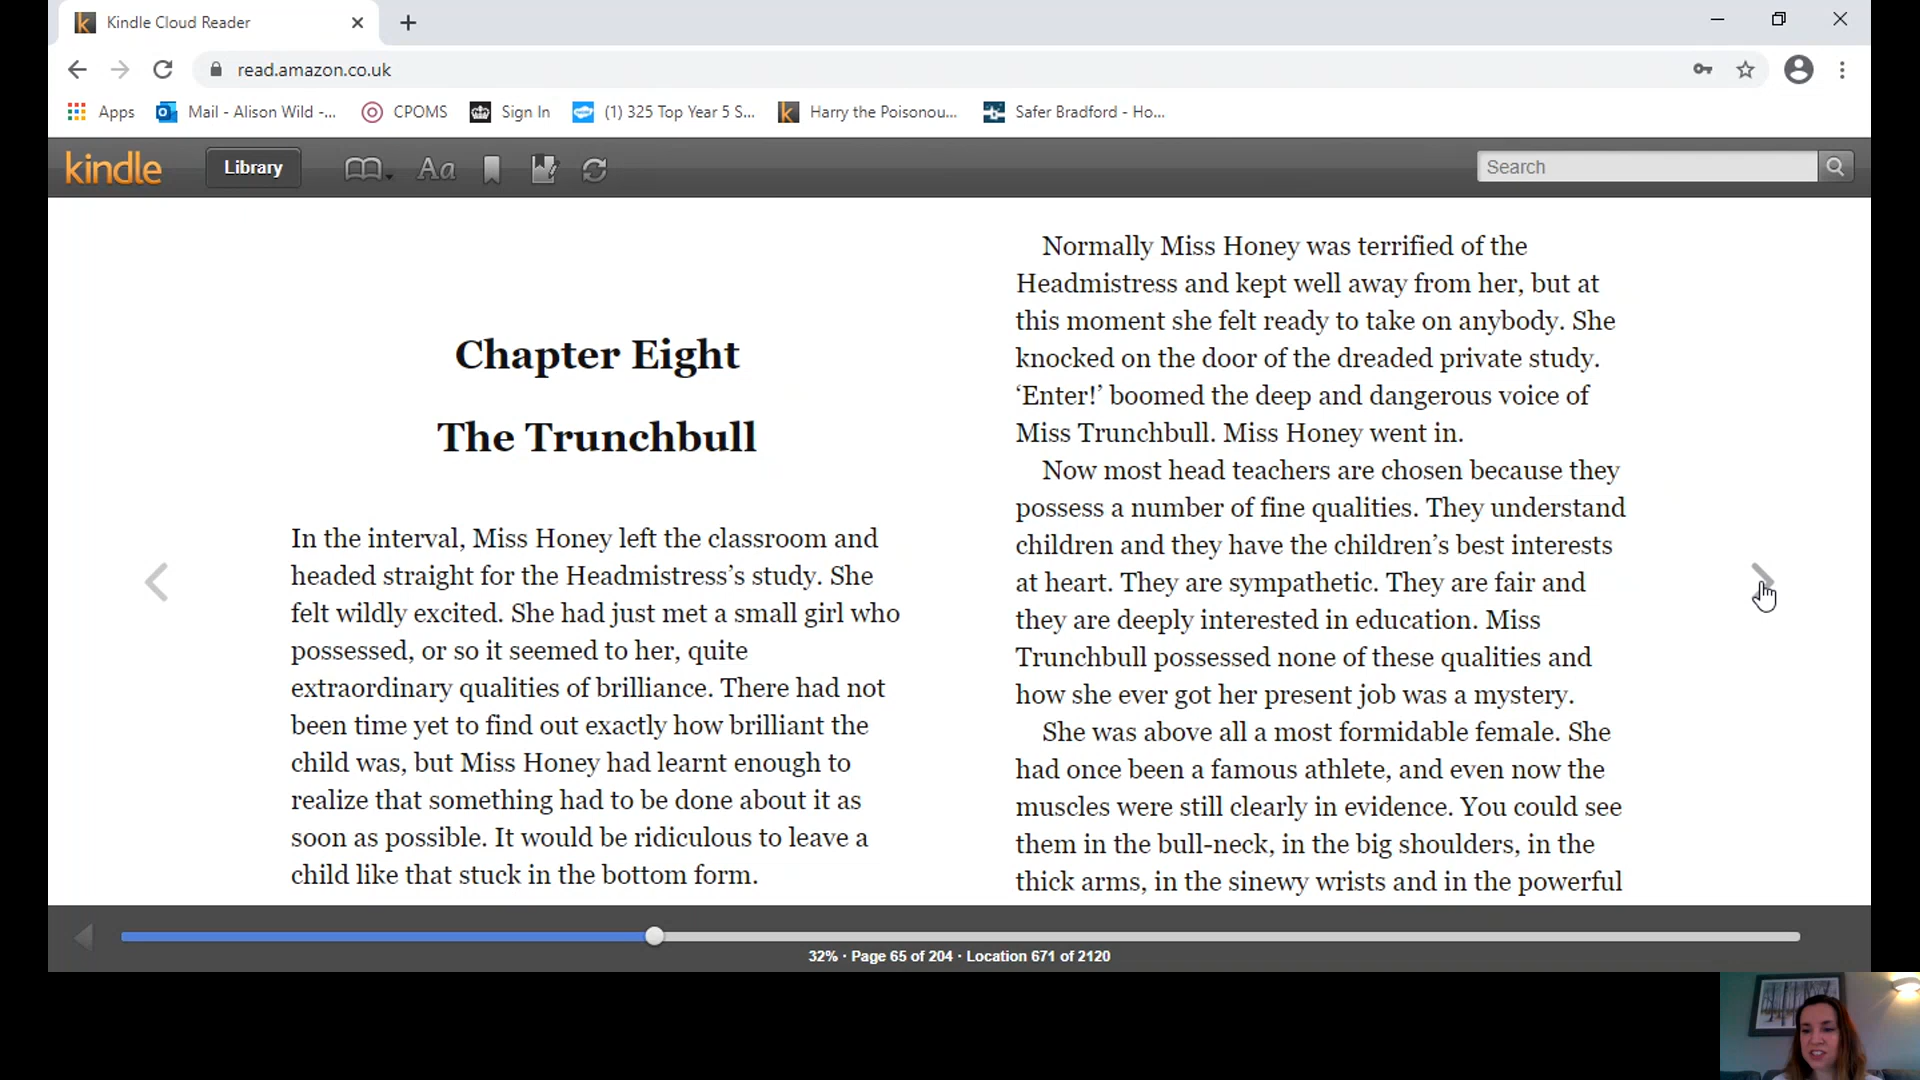 Kindle Cloud Reader
read.amazon.co.uk
Apps
Mail - Alison Wild -...
CPOMS
Sign In
(1) 325 Top Year 5 S...
Harry the Poisonou...
Safer Bradford - Ho...
kindle
Library
Aa
Search
Chapter Eight
The Trunchbull
In the interval, Miss Honey left the classroom and
headed straight for the Headmistress’s study. She
felt wildly excited. She had just met a small girl who
possessed, or so it seemed to her, quite
extraordinary qualities of brilliance. There had not
been time yet to find out exactly how brilliant the
child was, but Miss Honey had learnt enough to
realize that something had to be done about it as
soon as possible. It would be ridiculous to leave a
child like that stuck in the bottom form.
Normally Miss Honey was terrified of the
Headmistress and kept well away from her, but at
this moment she felt ready to take on anybody. She
knocked on the door of the dreaded private study.
‘Enter!’ boomed the deep and dangerous voice of
Miss Trunchbull. Miss Honey went in.
Now most head teachers are chosen because they
possess a number of fine qualities. They understand
children and they have the children’s best interests
at heart. They are sympathetic. They are fair and
they are deeply interested in education. Miss
Trunchbull possessed none of these qualities and
how she ever got her present job was a mystery.
She was above all a most formidable female. She
had once been a famous athlete, and even now the
muscles were still clearly in evidence. You could see
them in the bull-neck, in the big shoulders, in the
thick arms, in the sinewy wrists and in the powerful
32% · Page 65 of 204 · Location 671 of 2120